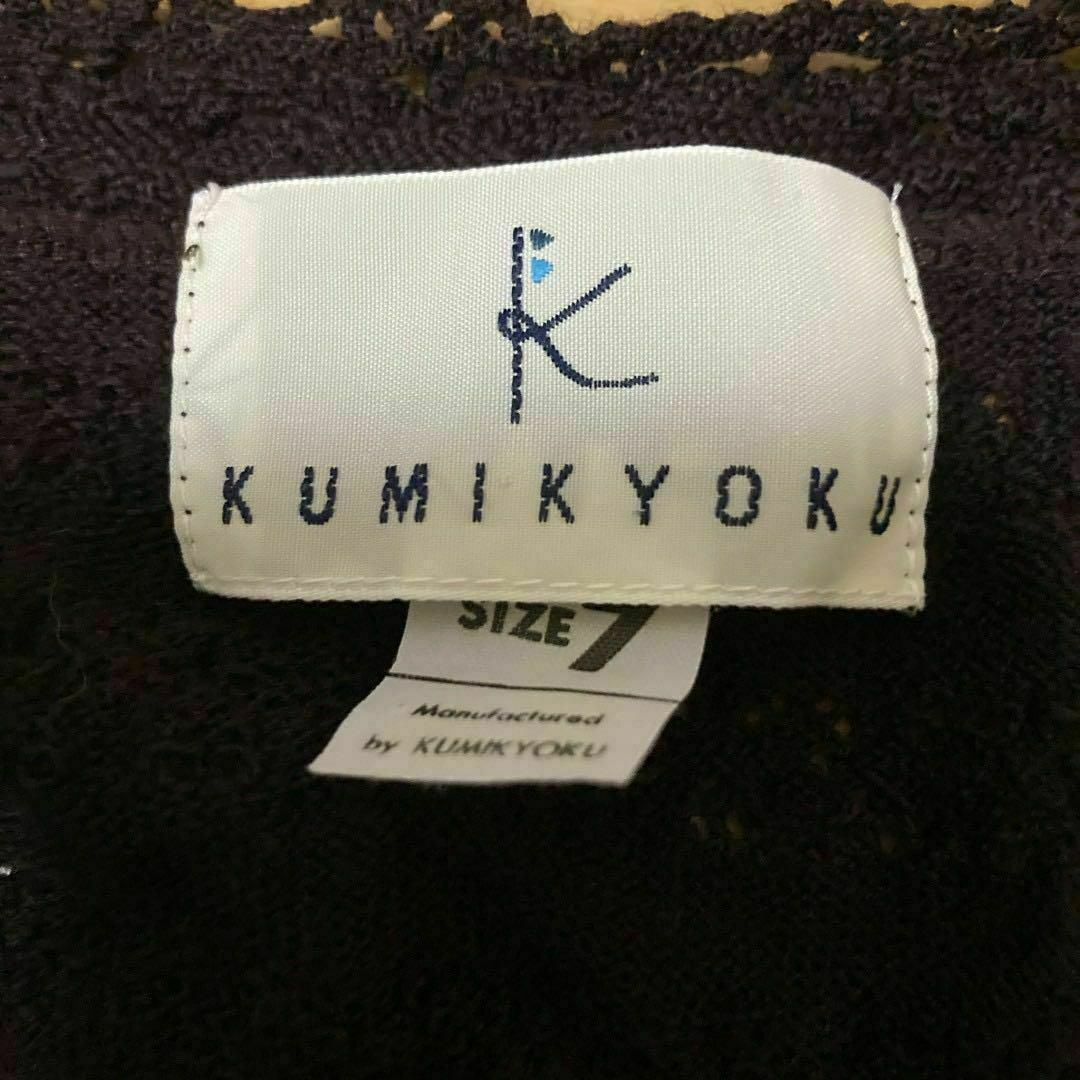 K
KUMIKYOKU
SIZE 7
Manufactured
by KUMIKYOKU